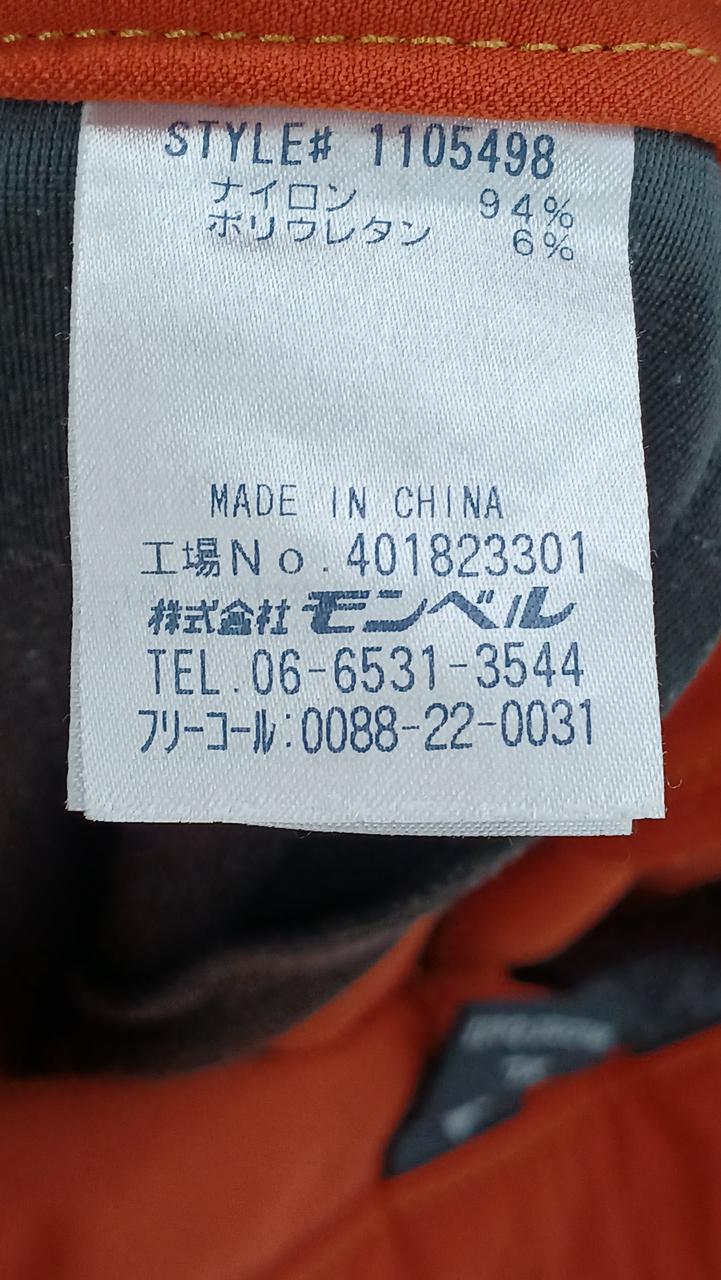 STYLE# 1105498
ナイロン 94%
ポリウレタン 6%
MADE IN CHINA
工場No.401823301
株式会社モンベル
TEL.06-6531-3544
フリーコール:0088-22-0031